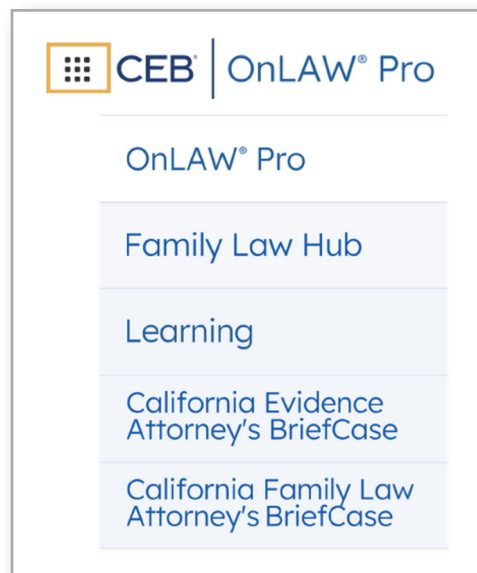 CEB® | OnLAW® Pro
OnLAW® Pro
Family Law Hub
Learning
California Evidence
Attorney's BriefCase
California Family Law
Attorney's BriefCase